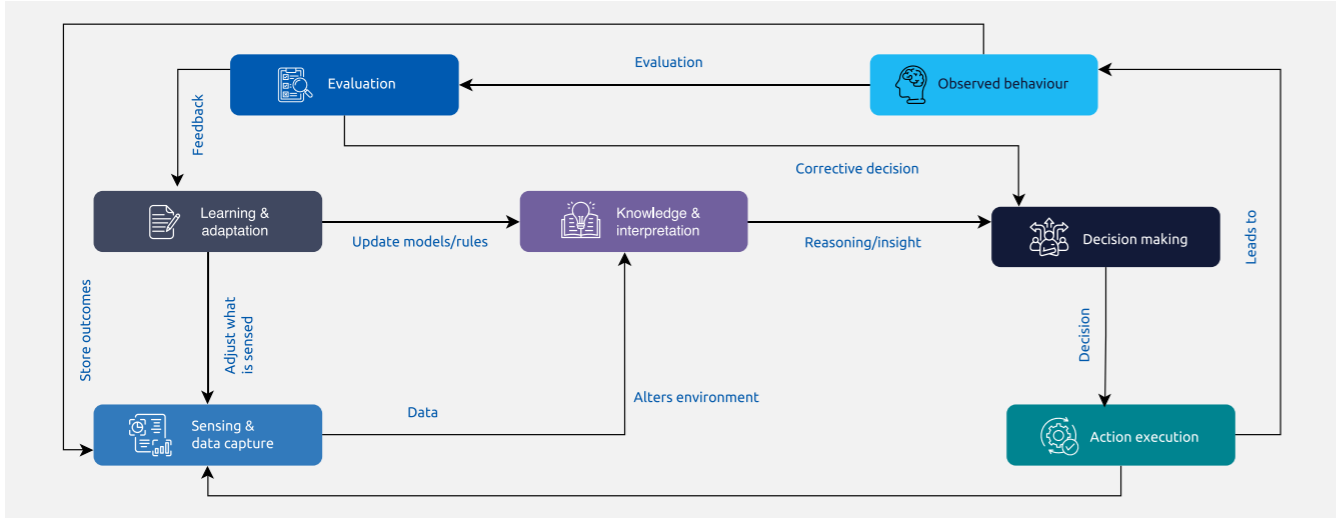 Evaluation
Evaluation
Observed behaviour
Feedback
Corrective decision
Learning &
adaptation
Update models/rules
Knowledge &
interpretation
Reasoning/insight
Decision making
Leads to
Store outcomes
Adjust what
is sensed
Decision
Sensing &
data capture
Data
Alters environment
Action execution